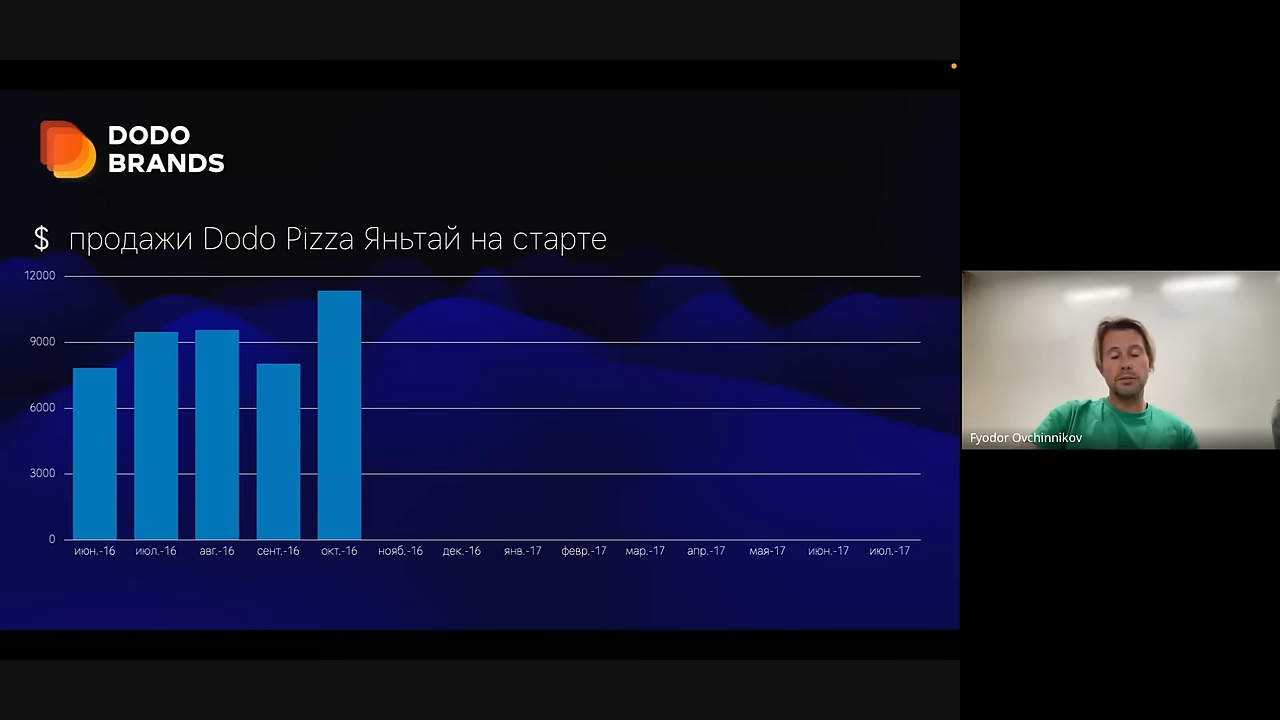 DODO
BRANDS
$ продажи Dodo Pizza Яньтай на старте
12000
9000
6000
3000
0
июн.-16 июл.-16 авг.-16 сент.-16 окт.-16 нояб.-16 дек.-16 янв.-17 февр.-17 мар.-17 апр.-17 мая-17 июн.-17 июл.-17
Fyodor Ovchinnikov